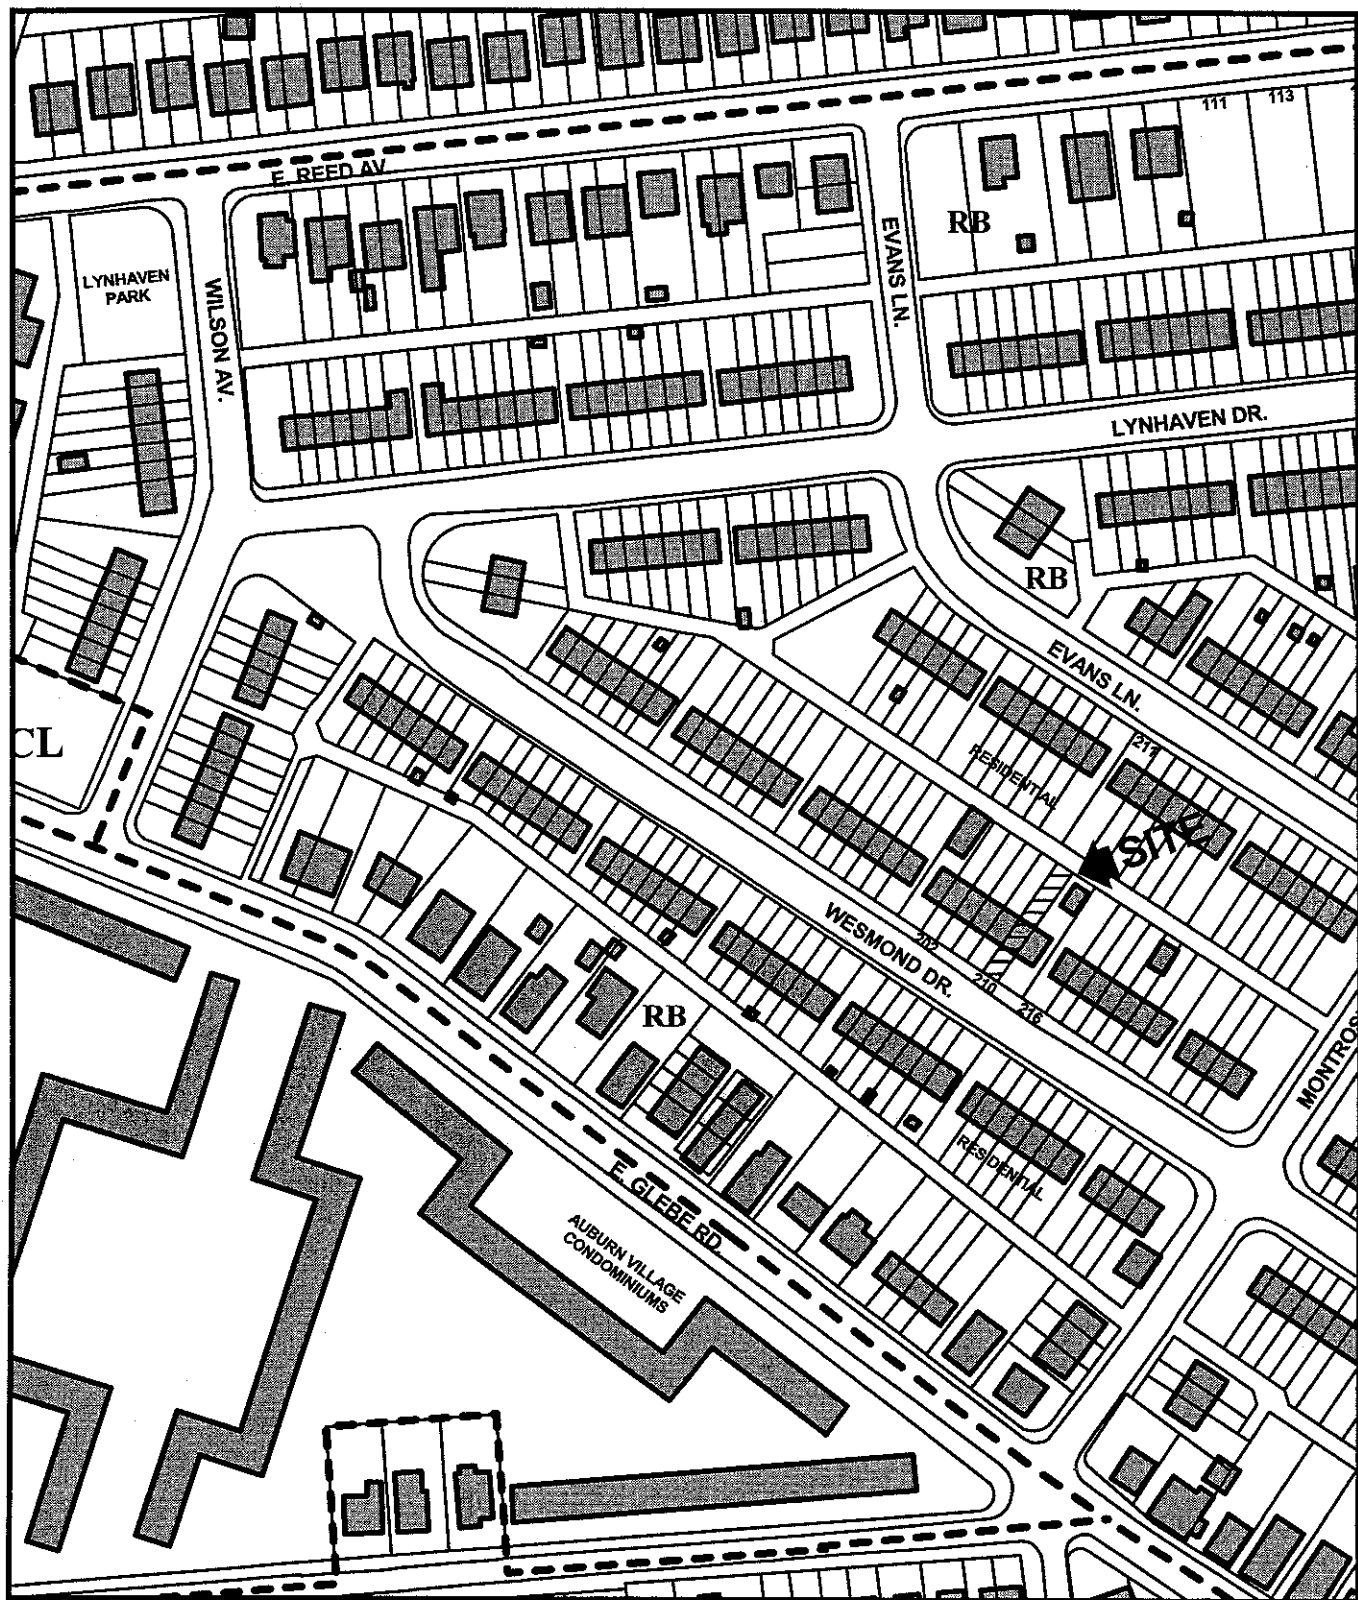 111
113
E. REED AV
RB
EVANS LN.
LYNHAVEN
PARK
WILSON AV.
LYNHAVEN DR.
RB
EVANS LN.
CL
211
RESIDENTIAL
SITE
WESMOND DR.
202
210
216
RB
MONTROS
RESIDENTIAL
E. GLEBE RD.
AUBURN VILLAGE
CONDOMINIUMS